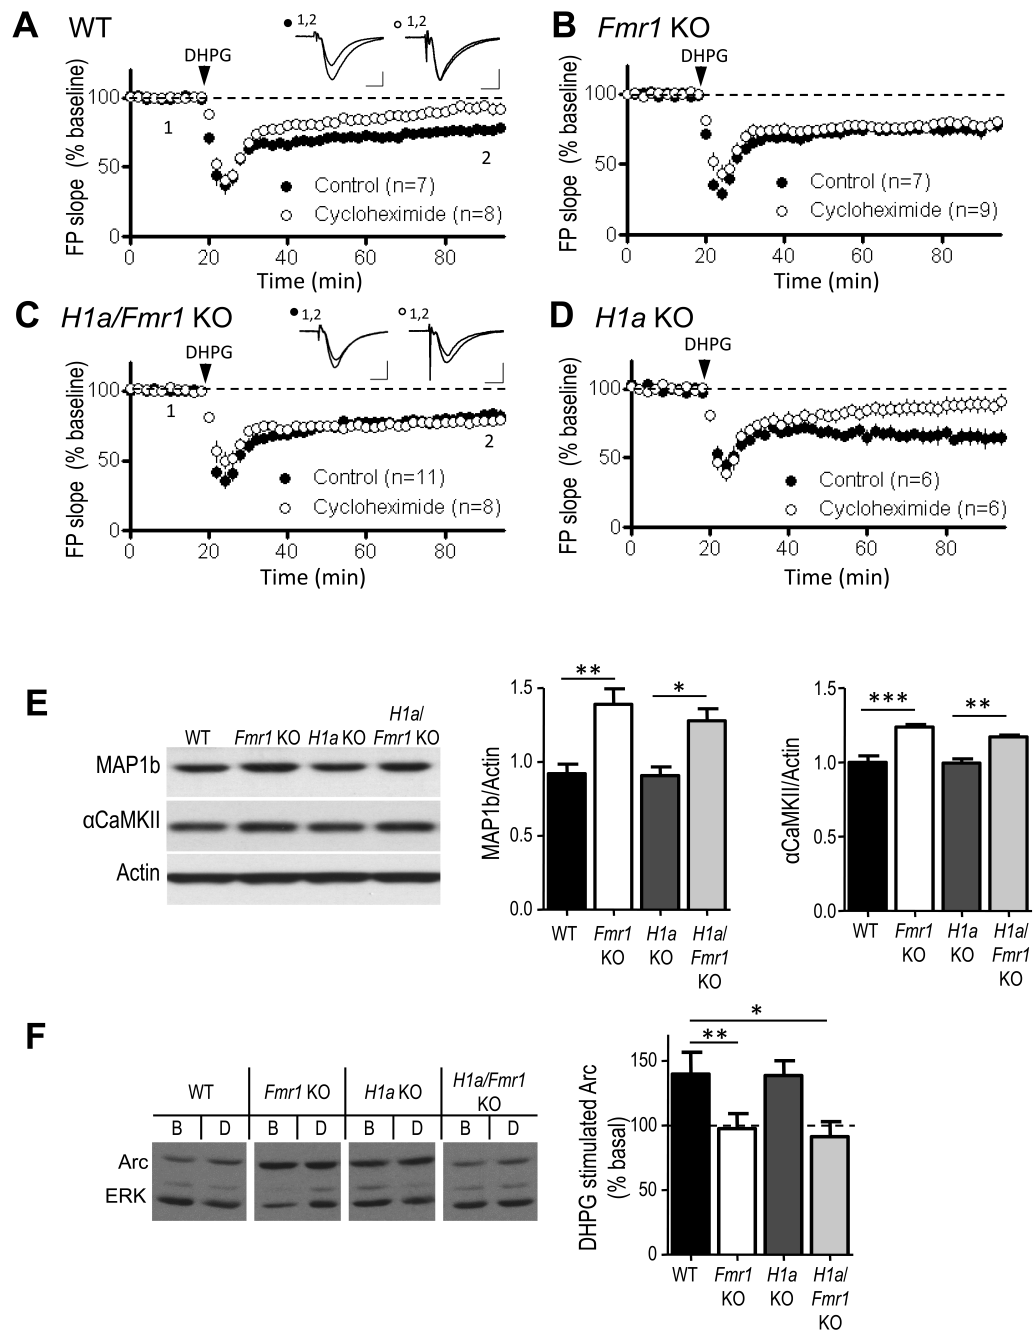 A WT
1,2 1,2
DHPG
FP slope (% baseline)
100
50
0
1
2
Control (n=7)
Cycloheximide (n=8)
0 20 40 60 80
Time (min)
B Fmr1 KO
DHPG
FP slope (% baseline)
100
50
0
Control (n=7)
Cycloheximide (n=9)
0 20 40 60 80
Time (min)
C H1a/Fmr1 KO
1,2 1,2
DHPG
FP slope (% baseline)
100
50
0
1
2
Control (n=11)
Cycloheximide (n=8)
0 20 40 60 80
Time (min)
D H1a KO
DHPG
FP slope (% baseline)
100
50
0
Control (n=6)
Cycloheximide (n=6)
0 20 40 60 80
Time (min)
E
WT Fmr1 KO H1a KO H1a/ Fmr1 KO
MAP1b
αCaMKII
Actin
MAP1b/Actin
1.5
1.0
0.5
0.0
** *
WT Fmr1 KO H1a KO H1a/ Fmr1 KO
αCaMKII/Actin
1.5
1.0
0.5
0.0
*** **
WT Fmr1 KO H1a KO H1a/ Fmr1 KO
F
WT Fmr1 KO H1a KO H1a/Fmr1 KO
B D B D B D B D
Arc
ERK
DHPG stimulated Arc
(% basal)
150
100
50
0
*
**
WT Fmr1 KO H1a KO H1a/ Fmr1 KO